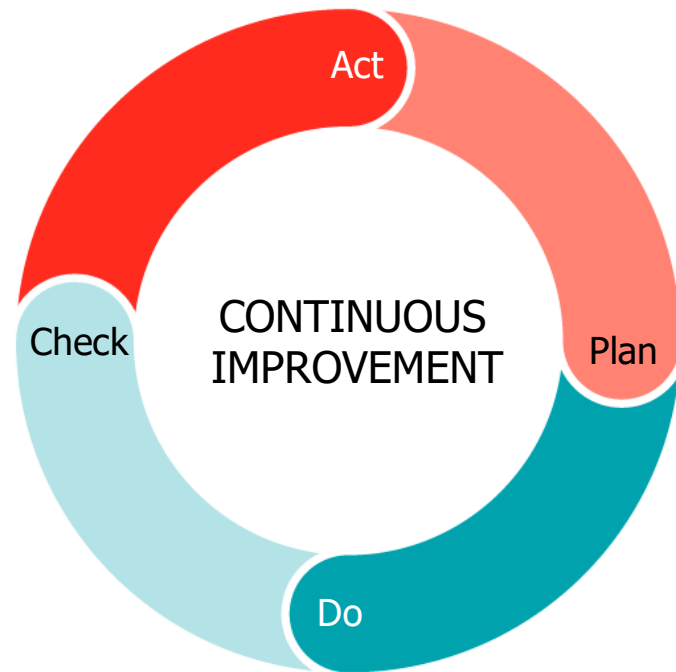 Act
CONTINUOUS
IMPROVEMENT
Check
Plan
Do